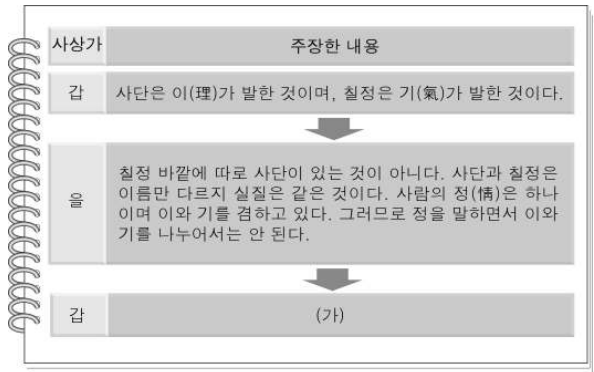 사상가 주장한 내용
갑 사단은 이(理)가 발한 것이며, 칠정은 기(氣)가 발한 것이다.
칠정 바깥에 따로 사단이 있는 것이 아니다. 사단과 칠정은
이름만 다르지 실질은 같은 것이다. 사람의 정(情)은 하나
을 이며 이와 기를 겸하고 있다. 그러므로 정을 말하면서 이와
기를 나누어서는 안 된다.
갑 (가)